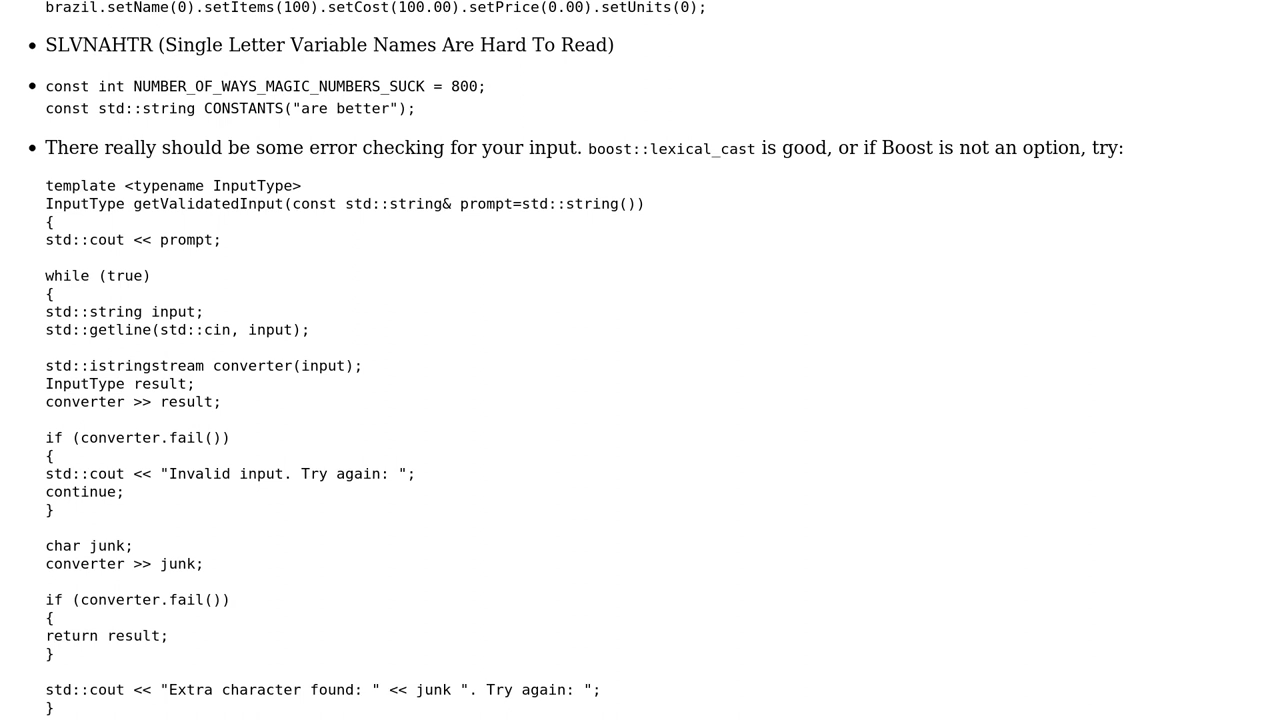 brazil.setName(0).setItems(100).setCost(100.00).setPrice(0.00).setUnits(0);
• SLVNAHTR (Single Letter Variable Names Are Hard To Read)
• const int NUMBER_OF_WAYS_MAGIC_NUMBERS_SUCK = 800;
const std::string CONSTANTS("are better");
• There really should be some error checking for your input. boost::lexical_cast is good, or if Boost is not an option, try:
template <typename InputType>
InputType getValidatedInput(const std::string& prompt=std::string())
{
std::cout << prompt;
while (true)
{
std::string input;
std::getline(std::cin, input);
std::istringstream converter(input);
InputType result;
converter >> result;
if (converter.fail())
{
std::cout << "Invalid input. Try again: ";
continue;
}
char junk;
converter >> junk;
if (converter.fail())
{
return result;
}
std::cout << "Extra character found: " << junk ". Try again: ";
}